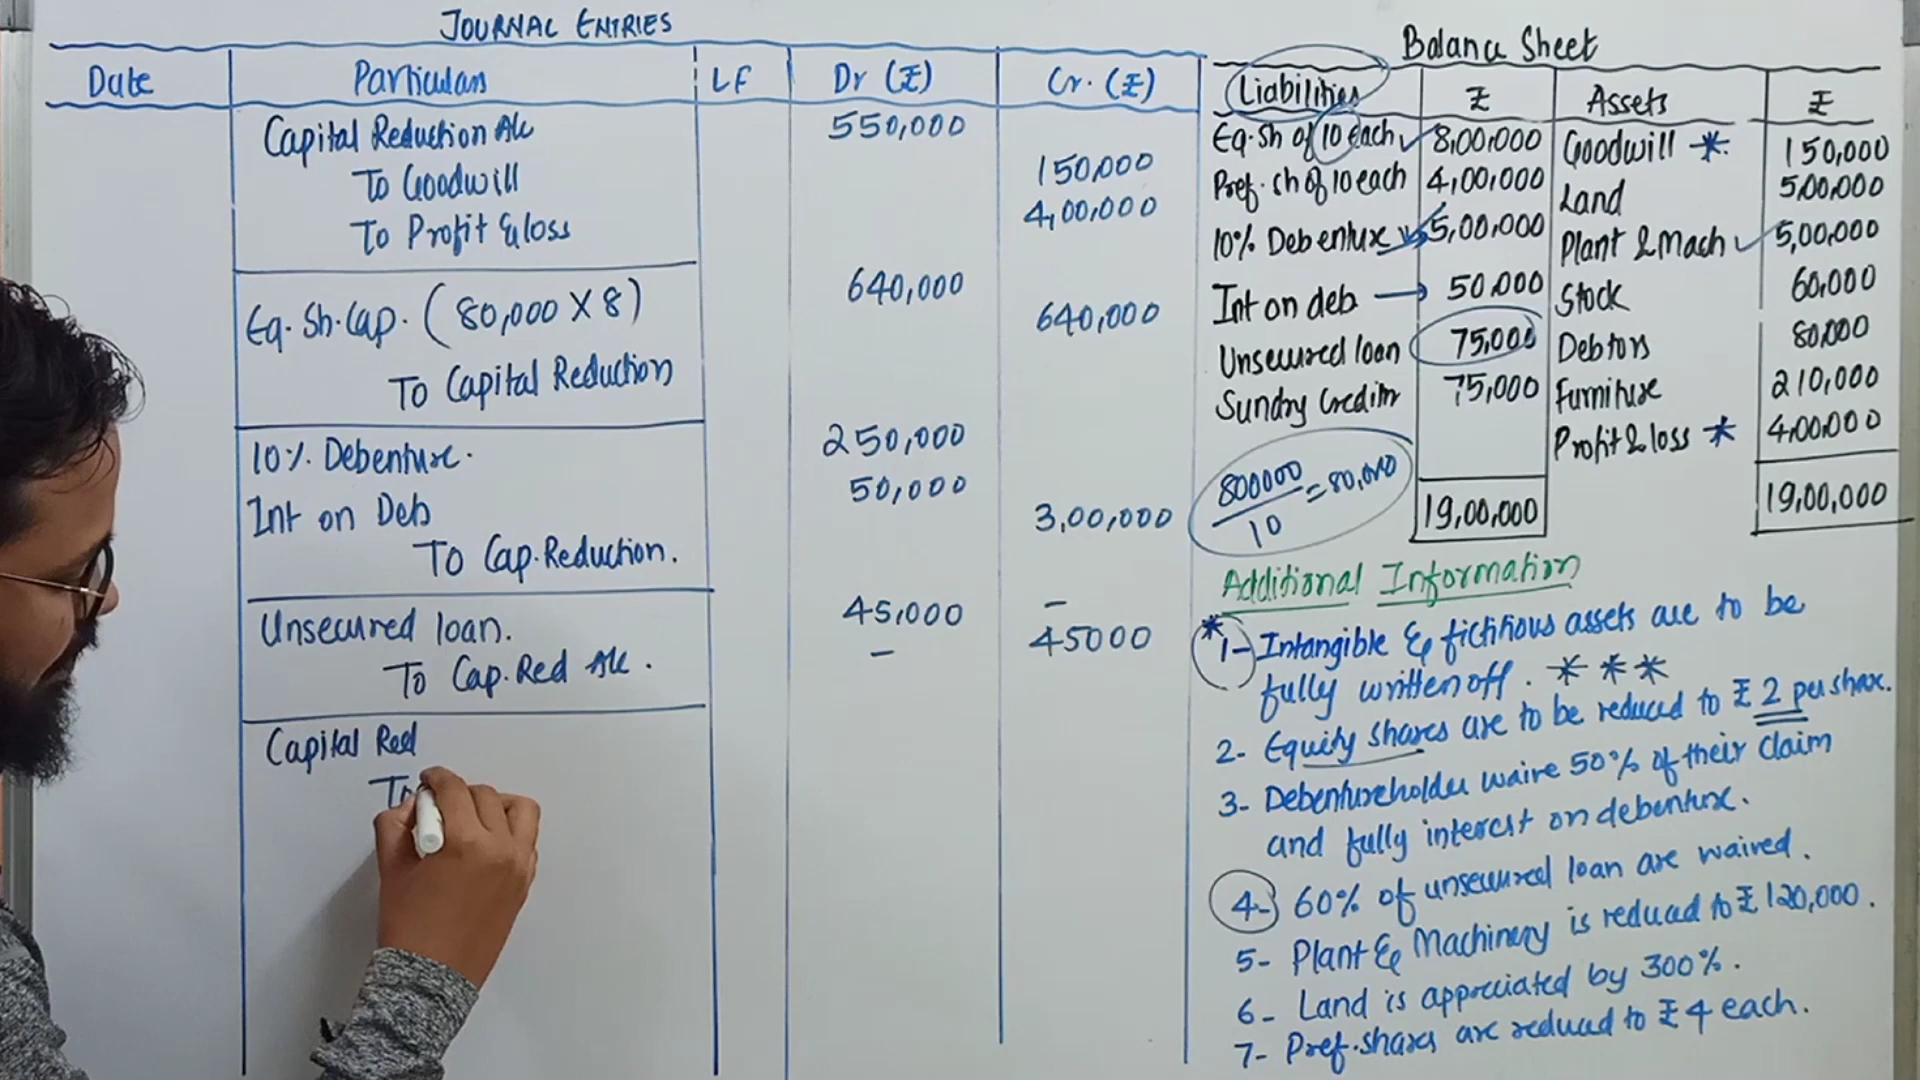 JOURNAL ENTRIES
Date Particulars LF Dr (₹) Cr. (₹)
Capital Reduction A/c 550,000
To Goodwill 150,000
To Profit & loss 4,00,000
Eq. Sh. Cap. (80,000 X 8) 640,000
To Capital Reduction 640,000
10%. Debenture. 250,000
Int on Deb 50,000
To Cap. Reduction. 3,00,000
Unsecured loan. 45,000 –
To Cap. Red A/c. – 45000
Capital Red
To
Balance Sheet
Liabilities ₹ Assets ₹
Eq. Sh of 10 each 8,00,000 Goodwill * 150,000
Pref. sh of 10 each 4,00,000 Land 5,00,000
10% Debenture 5,00,000 Plant & Mach 5,00,000
Int on deb → 50.000 Stock 60,000
Unsecured loan 75,000 Debtors 80,000
Sundry Creditor 75,000 Furniture 210,000
Profit & loss * 4,00,000
800000/10 = 80,000
19,00,000 19,00,000
Additional Information
* 1- Intangible & fictitious assets are to be
fully written off. * * *
2- Equity shares are to be reduced to ₹ 2 per share.
3- Debentureholder waive 50% of their claim
and fully interest on debenture.
4- 60% of unsecured loan are waived.
5- Plant & Machinery is reduced to ₹ 120,000.
6- Land is appreciated by 300%.
7- Pref. shares are reduced to ₹ 4 each.